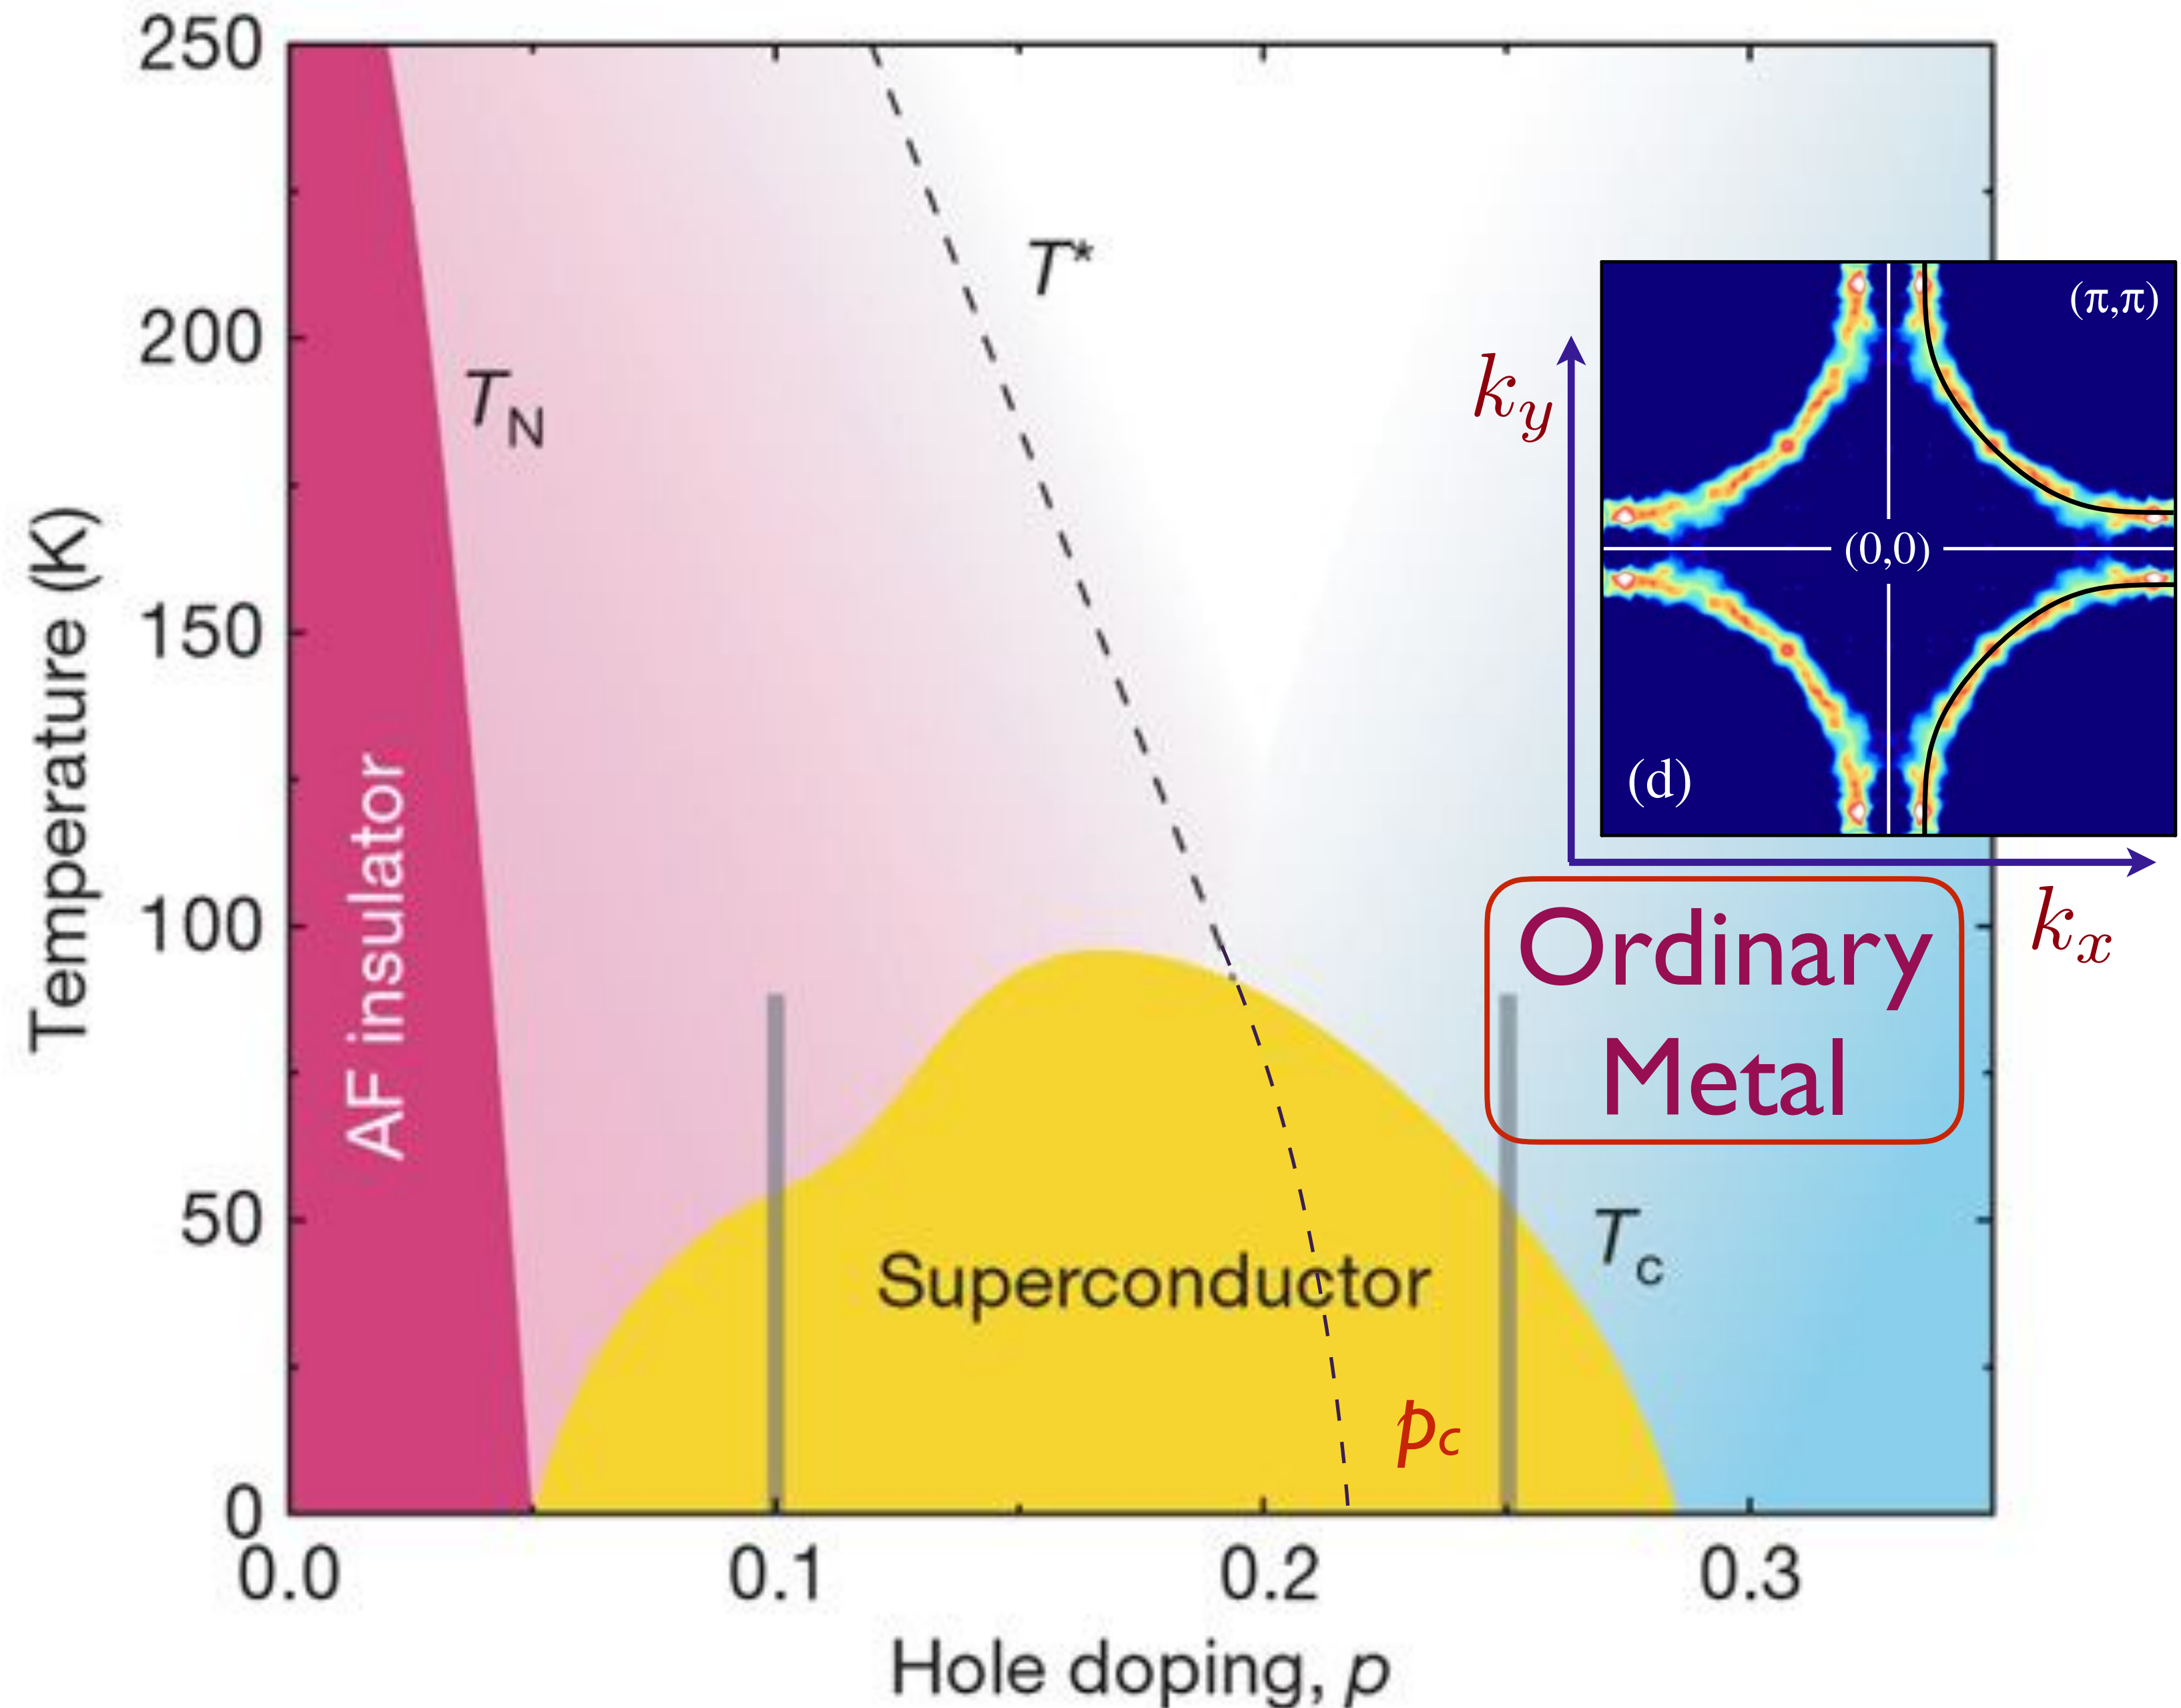 250
200
150
100
50
0
Temperature (K)
0.0
0.1
0.2
0.3
Hole doping, p
AF insulator
T_N
T*
Superconductor
p_c
T_c
Ordinary
Metal
k_y
k_x
(π,π)
(0,0)
(d)